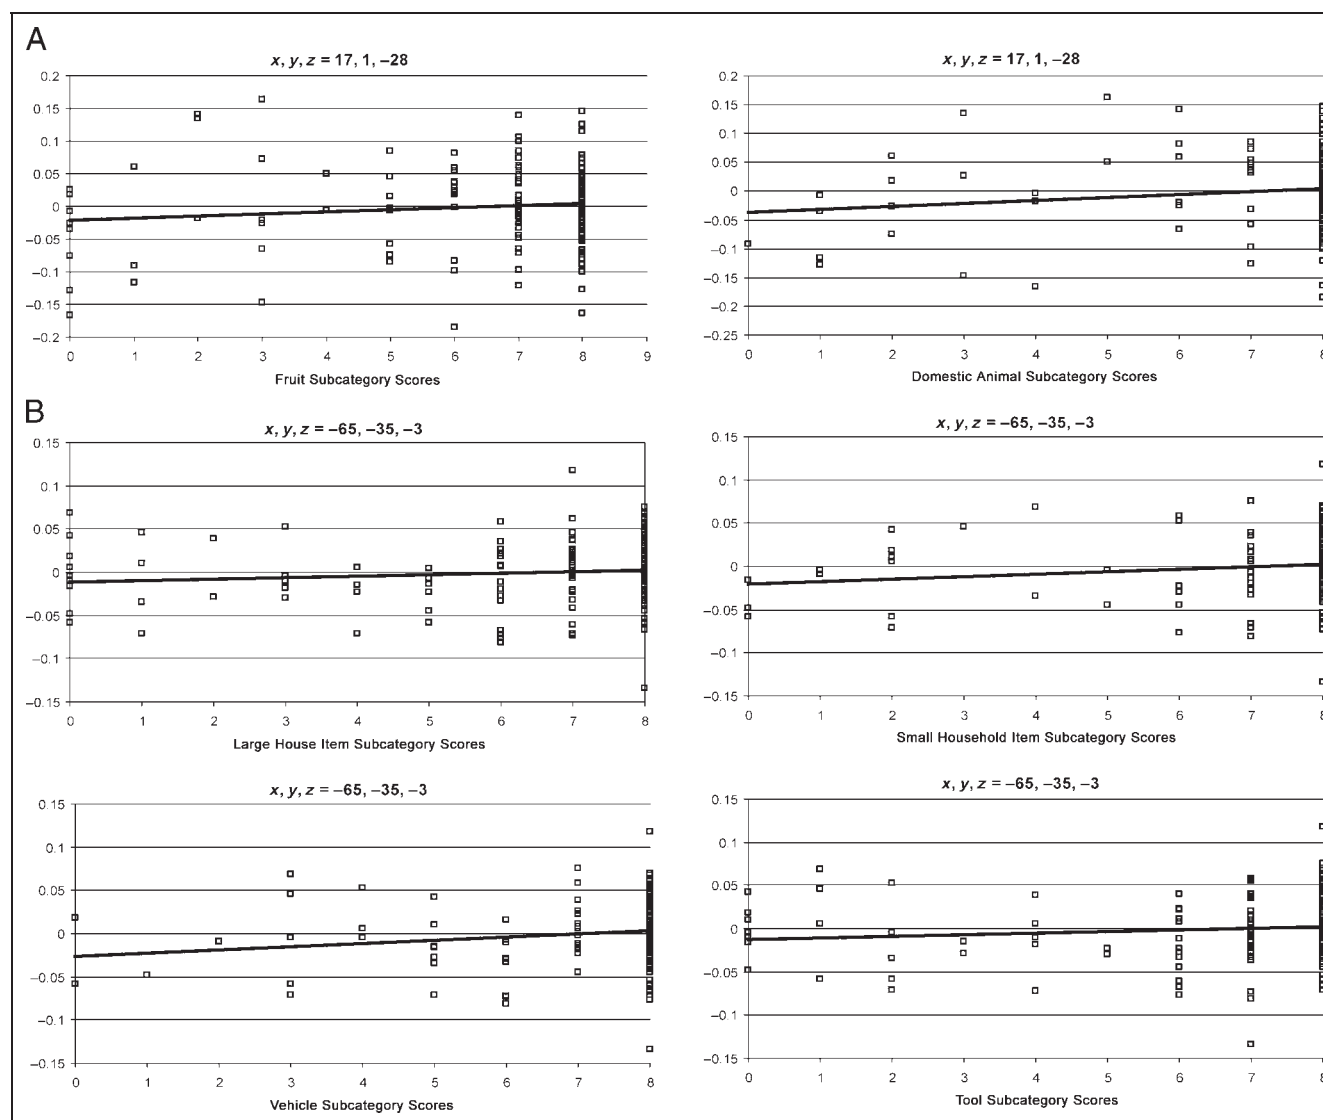 A
x, y, z = 17, 1, −28
0.2
0.15
0.1
0.05
0
−0.05
−0.1
−0.15
−0.2
0 1 2 3 4 5 6 7 8 9
Fruit Subcategory Scores
x, y, z = 17, 1, −28
0.2
0.15
0.1
0.05
0
−0.05
−0.1
−0.15
−0.2
−0.25
0 1 2 3 4 5 6 7 8
Domestic Animal Subcategory Scores
B
x, y, z = −65, −35, −3
0.15
0.1
0.05
0
−0.05
−0.1
−0.15
0 1 2 3 4 5 6 7 8
Large House Item Subcategory Scores
x, y, z = −65, −35, −3
0.15
0.1
0.05
0
−0.05
−0.1
−0.15
0 1 2 3 4 5 6 7 8
Small Household Item Subcategory Scores
x, y, z = −65, −35, −3
0.15
0.1
0.05
0
−0.05
−0.1
−0.15
0 1 2 3 4 5 6 7 8
Vehicle Subcategory Scores
x, y, z = −65, −35, −3
0.15
0.1
0.05
0
−0.05
−0.1
−0.15
0 1 2 3 4 5 6 7 8
Tool Subcategory Scores